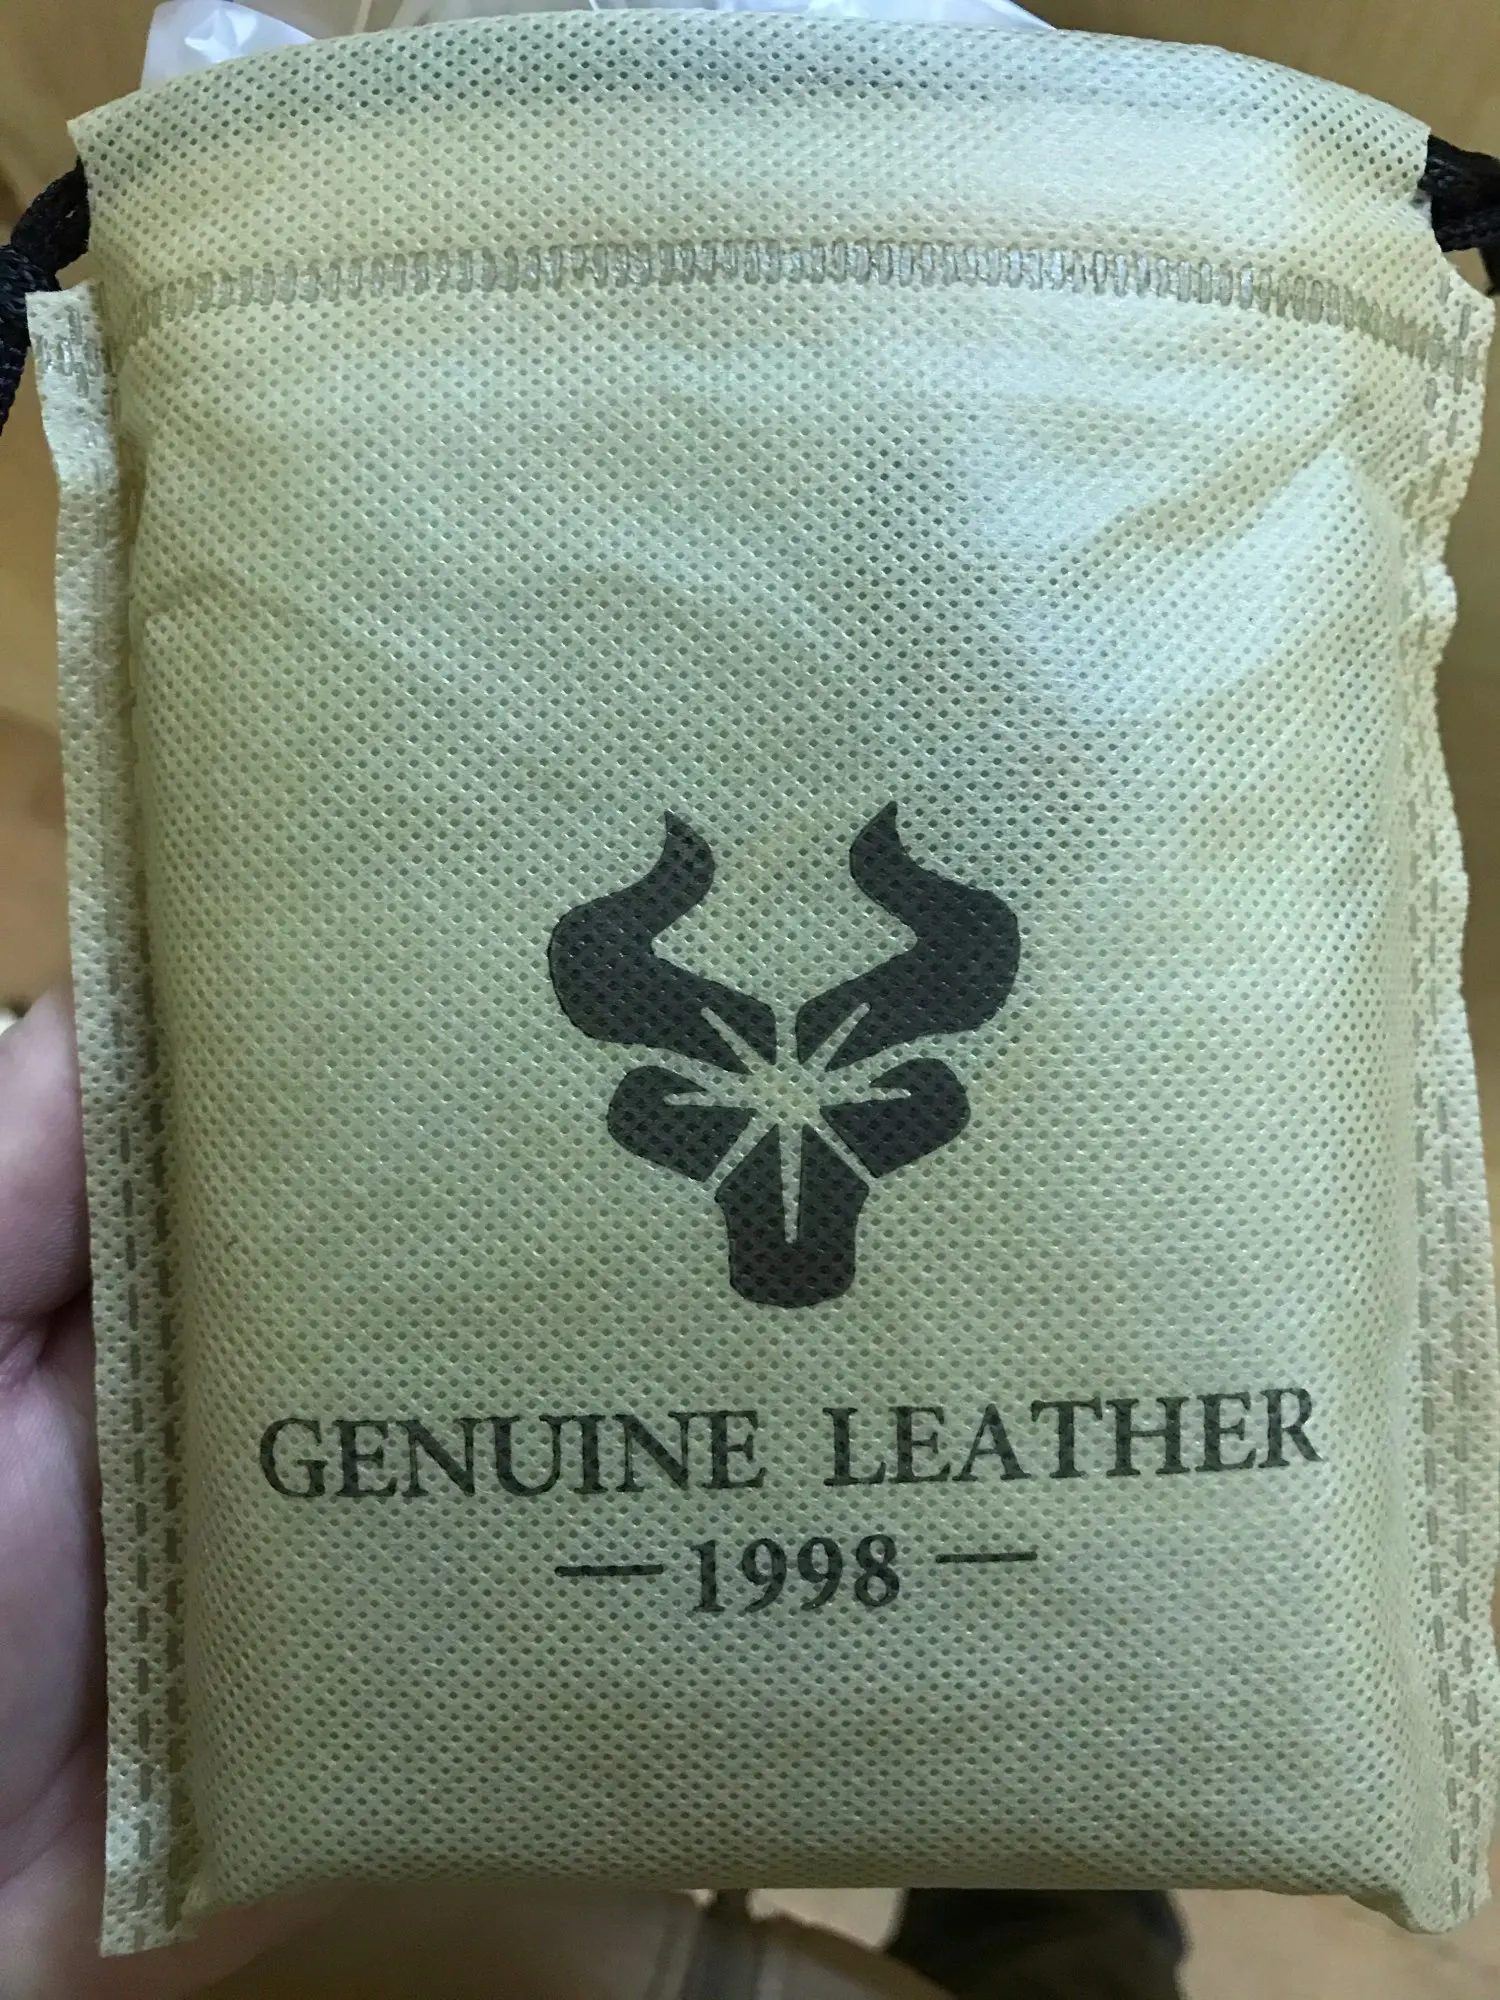 GENUINE LEATHER
— 1998 —